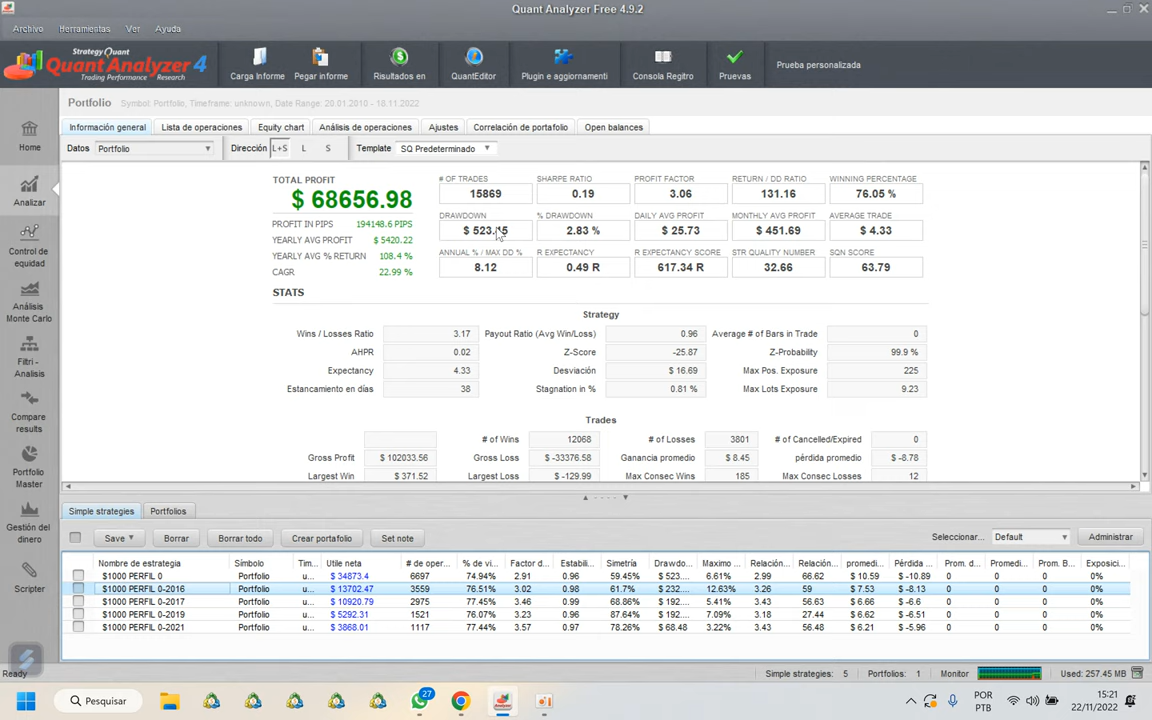 Quant Analyzer Free 4.9.2
Archivo Herramientas Ver Ayuda
Strategy Quant
QuantAnalyzer 4
Trading Performance Research
Carga Informe Pegar informe Risultados en QuantEditor Plugin e aggiornamenti Consola Regitro Pruevas Prueba personalizada
Portfolio Symbol: Portfolio, Timeframe: unknown, Date Range: 20.01.2010 - 18.11.2022
Información general Lista de operaciones Equity chart Análisis de operaciones Ajustes Correlación de portafolio Open balances
Datos Portfolio Dirección L+S L S Template SQ Predeterminado
Home
Analizar
Control de equidad
Análisis Monte Carlo
Filtri - Analisis
Compare results
Portfolio Master
Gestión del dinero
Scripter
TOTAL PROFIT
$ 68656.98
PROFIT IN PIPS 194148.6 PIPS
YEARLY AVG PROFIT $ 5420.22
YEARLY AVG % RETURN 108.4 %
CAGR 22.99 %
# OF TRADES SHARPE RATIO PROFIT FACTOR RETURN / DD RATIO WINNING PERCENTAGE
15869 0.19 3.06 131.16 76.05 %
DRAWDOWN % DRAWDOWN DAILY AVG PROFIT MONTHLY AVG PROFIT AVERAGE TRADE
2.83 % $ 25.73 $ 451.69 $ 4.33
ANNUAL % / MAX DD % R EXPECTANCY R EXPECTANCY SCORE STR QUALITY NUMBER SQN SCORE
8.12 0.49 R 617.34 R 32.66 63.79
STATS
Strategy
Wins / Losses Ratio 3.17 Payout Ratio (Avg Win/Loss) 0.96 Average # of Bars in Trade 0
AHPR 0.02 Z-Score -25.87 Z-Probability 99.9 %
Expectancy 4.33 Desviación $ 16.69 Max Pos. Exposure 225
Estancamiento en días 38 Stagnation in % 0.81 % Max Lots Exposure 9.23
Trades
# of Wins 12068 # of Losses 3801 # of Cancelled/Expired 0
Gross Profit $ 102033.56 Gross Loss $ -33376.58 Ganancia promedio $ 8.45 pérdida promedio $ -8.78
Largest Win $ 371.52 Largest Loss $ -129.99 Max Consec Wins 185 Max Consec Losses 12
Simple strategies Portfolios
Save Borrar Borrar todo Crear portafolio Set note Seleccionar... Default Administrar
Nombre de estrategia Símbolo Tim... Utile neta # de oper... % de vi... Factor d... Estabili... Simetría Drawdo... Maximo ... Relación... Relación... promedi... Pérdida ... Prom. d... Promedi... Prom. B... Exposici...
$1000 PERFIL 0 Portfolio u... $ 34873.4 6697 74.94% 2.91 0.96 59.45% $ 523.... 6.61% 2.99 66.62 $ 10.59 $ -10.89 0 0 0 0%
$1000 PERFIL 0-2016 Portfolio u... $ 13702.47 3559 76.51% 3.02 0.98 61.7% $ 232.... 12.63% 3.26 59 $ 7.53 $ -8.13 0 0 0 0%
$1000 PERFIL 0-2017 Portfolio u... $ 10920.79 2975 77.45% 3.46 0.99 68.86% $ 192.... 5.41% 3.43 56.63 $ 6.66 $ -6.6 0 0 0 0%
$1000 PERFIL 0-2019 Portfolio u... $ 5292.31 1521 76.07% 3.23 0.96 87.64% $ 192.... 7.09% 3.18 27.44 $ 6.62 $ -6.51 0 0 0 0%
$1000 PERFIL 0-2021 Portfolio u... $ 3868.01 1117 77.44% 3.57 0.97 78.26% $ 68.48 3.22% 3.43 56.48 $ 6.21 $ -5.96 0 0 0 0%
Ready Simple strategies: 5 Portfolios: 1 Monitor Used: 257.45 MB
Pesquisar 27 POR PTB 15:21 22/11/2022